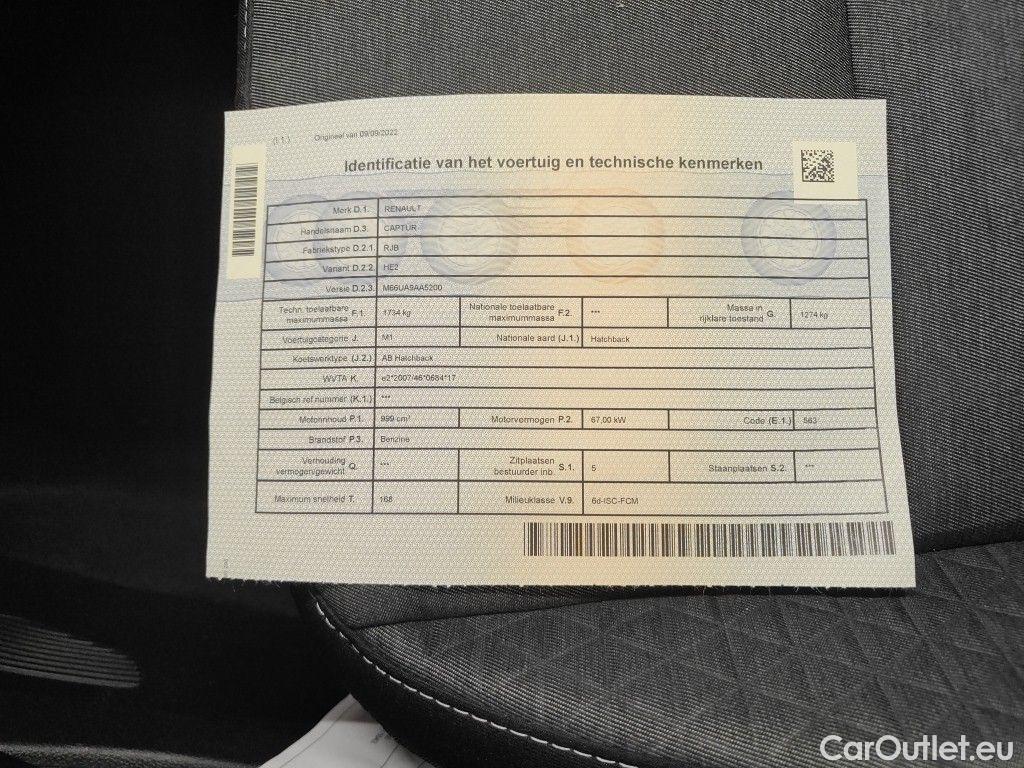 (I.1.) Origineel van 09/09/2022
Identificatie van het voertuig en technische kenmerken
Merk D.1. RENAULT
Handelsnaam D.3. CAPTUR
Fabriekstype D.2.1. RJB
Variant D.2.2. HE2
Versie D.2.3. M66UA9AA5200
Techn. toelaatbare maximummassa F.1. 1734 kg Nationale toelaatbare maximummassa F.2. *** Massa in rijklare toestand G. 1274 kg
Voertuigcategorie J. M1 Nationale aard (J.1.) Hatchback
Koetswerktype (J.2.) AB Hatchback
WVTA K. e2*2007/46*0684*17
Belgisch ref.nummer (K.1.) ***
Motorinhoud P.1. 999 cm³ Motorvermogen P.2. 67,00 kW Code (E.1.) 563
Brandstof P.3. Benzine
Verhouding vermogen/gewicht Q. *** Zitplaatsen bestuurder inb. S.1. 5 Staanplaatsen S.2. ***
Maximum snelheid T. 168 Milieuklasse V.9. 6d-ISC-FCM
CarOutlet.eu